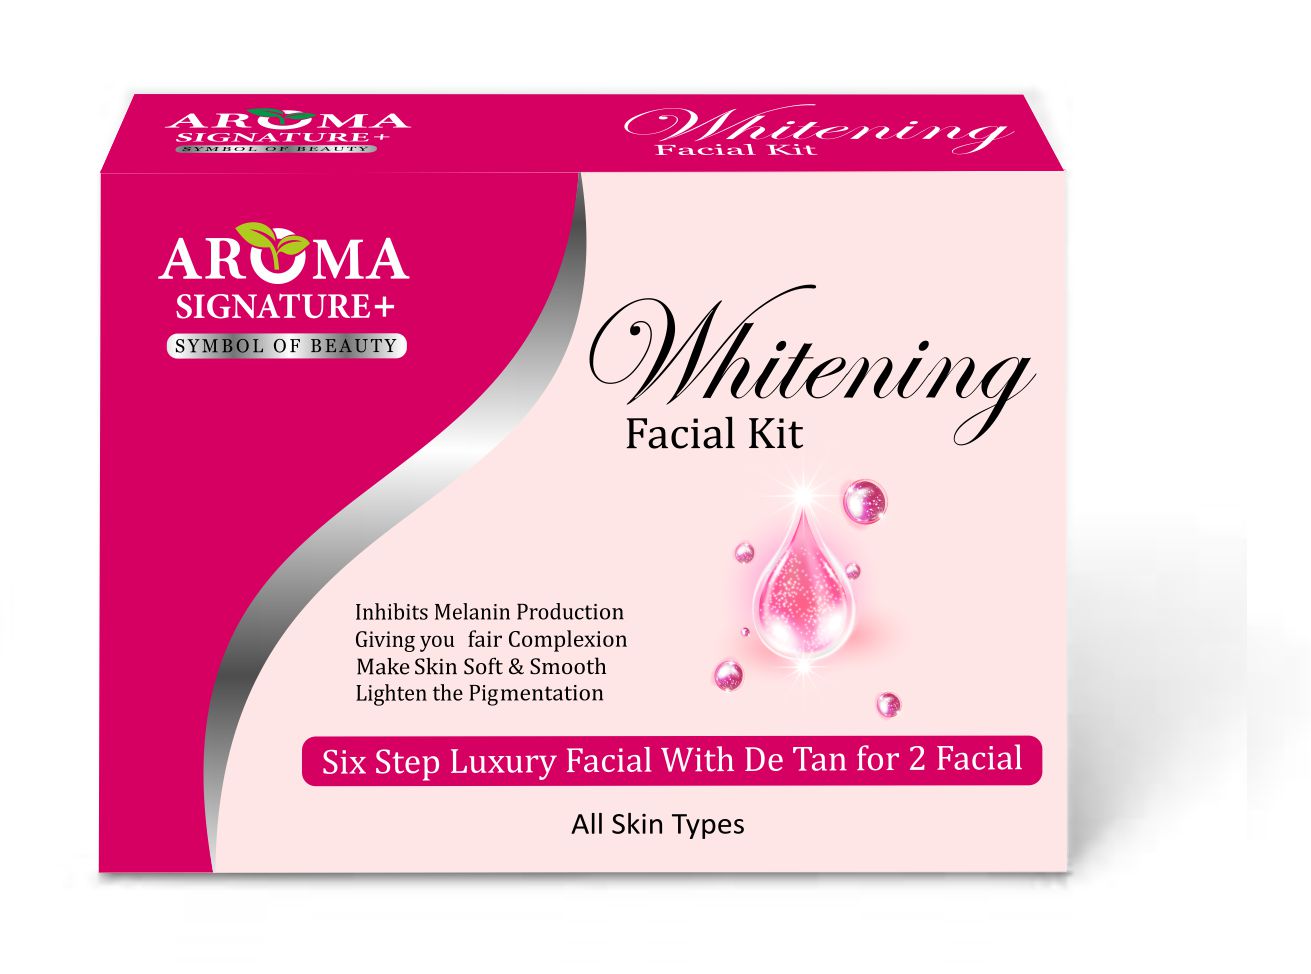 AROMA
SIGNATURE+
SYMBOL OF BEAUTY
Whitening
Facial Kit
AROMA
SIGNATURE+
SYMBOL OF BEAUTY
Whitening
Facial Kit
Inhibits Melanin Production
Giving you fair Complexion
Make Skin Soft & Smooth
Lighten the Pigmentation
Six Step Luxury Facial With De Tan for 2 Facial
All Skin Types